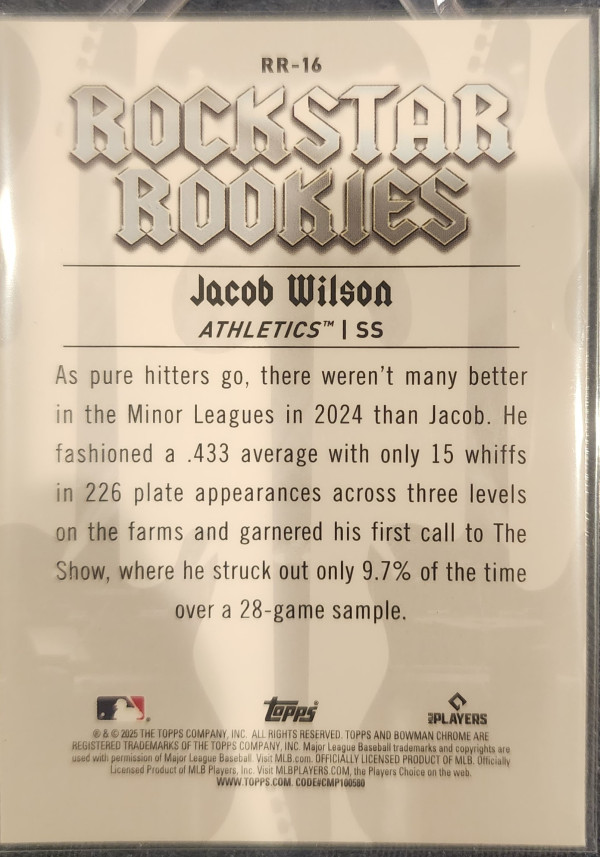 RR-16
ROCKSTAR
ROOKIES
Jacob Wilson
ATHLETICS™ | SS
As pure hitters go, there weren't many better
in the Minor Leagues in 2024 than Jacob. He
fashioned a .433 average with only 15 whiffs
in 226 plate appearances across three levels
on the farms and garnered his first call to The
Show, where he struck out only 9.7% of the time
over a 28-game sample.
topps
MLB PLAYERS
® & © 2025 THE TOPPS COMPANY, INC. ALL RIGHTS RESERVED. TOPPS AND BOWMAN CHROME ARE
REGISTERED TRADEMARKS OF THE TOPPS COMPANY, INC. Major League Baseball trademarks and copyrights are
used with permission of Major League Baseball. Visit MLB.com. OFFICIALLY LICENSED PRODUCT OF MLB. Officially
Licensed Product of MLB Players, Inc. Visit MLBPLAYERS.COM, the Players Choice on the web.
WWW.TOPPS.COM. CODE#CMP100580